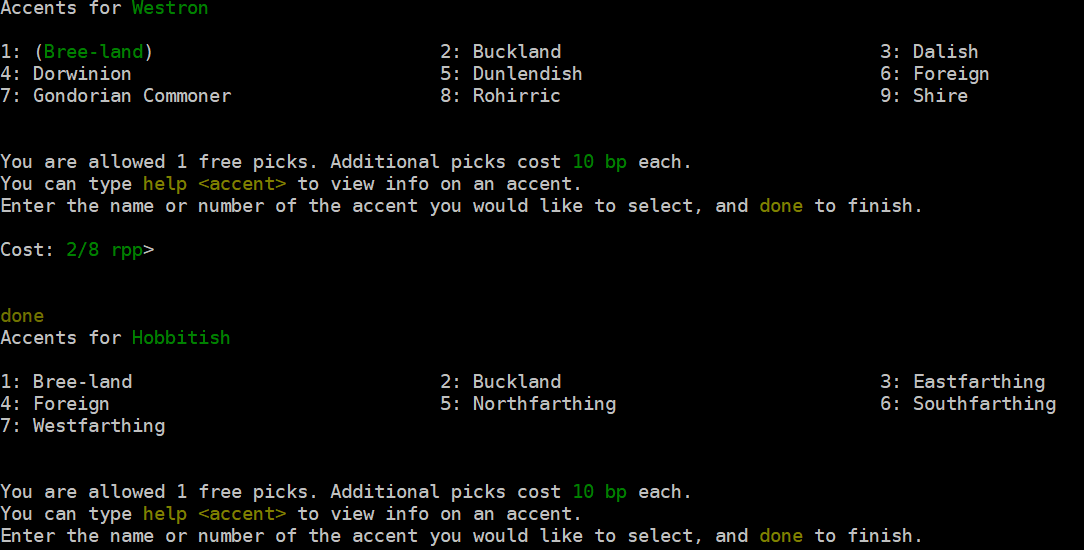 Accents for Westron
1: (Bree-land) 2: Buckland 3: Dalish
4: Dorwinion 5: Dunlendish 6: Foreign
7: Gondorian Commoner 8: Rohirric 9: Shire
You are allowed 1 free picks. Additional picks cost 10 bp each.
You can type help <accent> to view info on an accent.
Enter the name or number of the accent you would like to select, and done to finish.
Cost: 2/8 rpp>
done
Accents for Hobbitish
1: Bree-land 2: Buckland 3: Eastfarthing
4: Foreign 5: Northfarthing 6: Southfarthing
7: Westfarthing
You are allowed 1 free picks. Additional picks cost 10 bp each.
You can type help <accent> to view info on an accent.
Enter the name or number of the accent you would like to select, and done to finish.